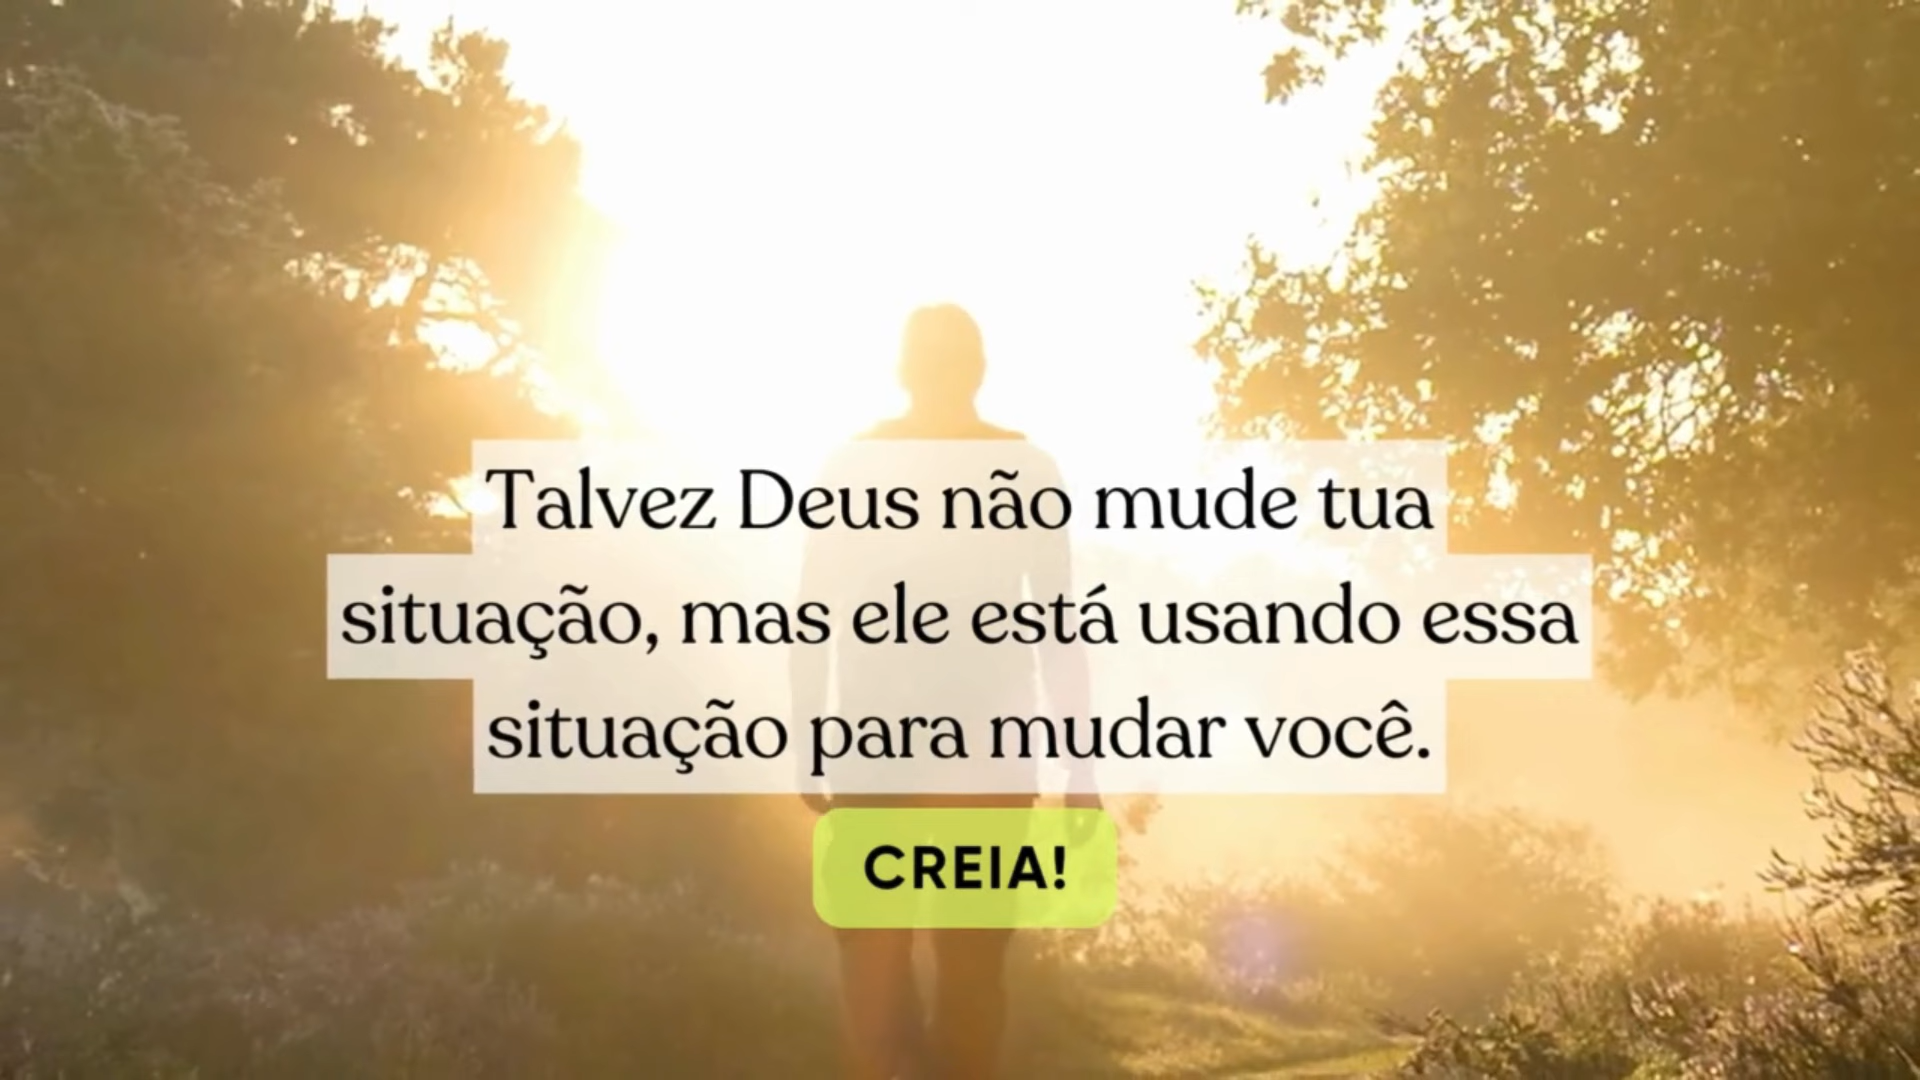 Talvez Deus não mude tua
situação, mas ele está usando essa
situação para mudar você.
CREIA!